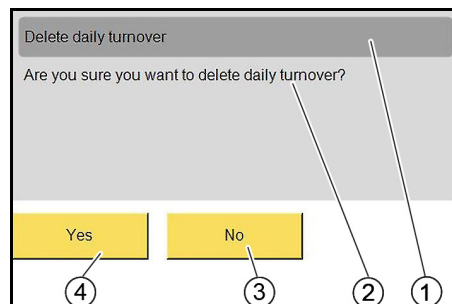 Delete daily turnover
Are you sure you want to delete daily turnover?
Yes No
4 3 2 1